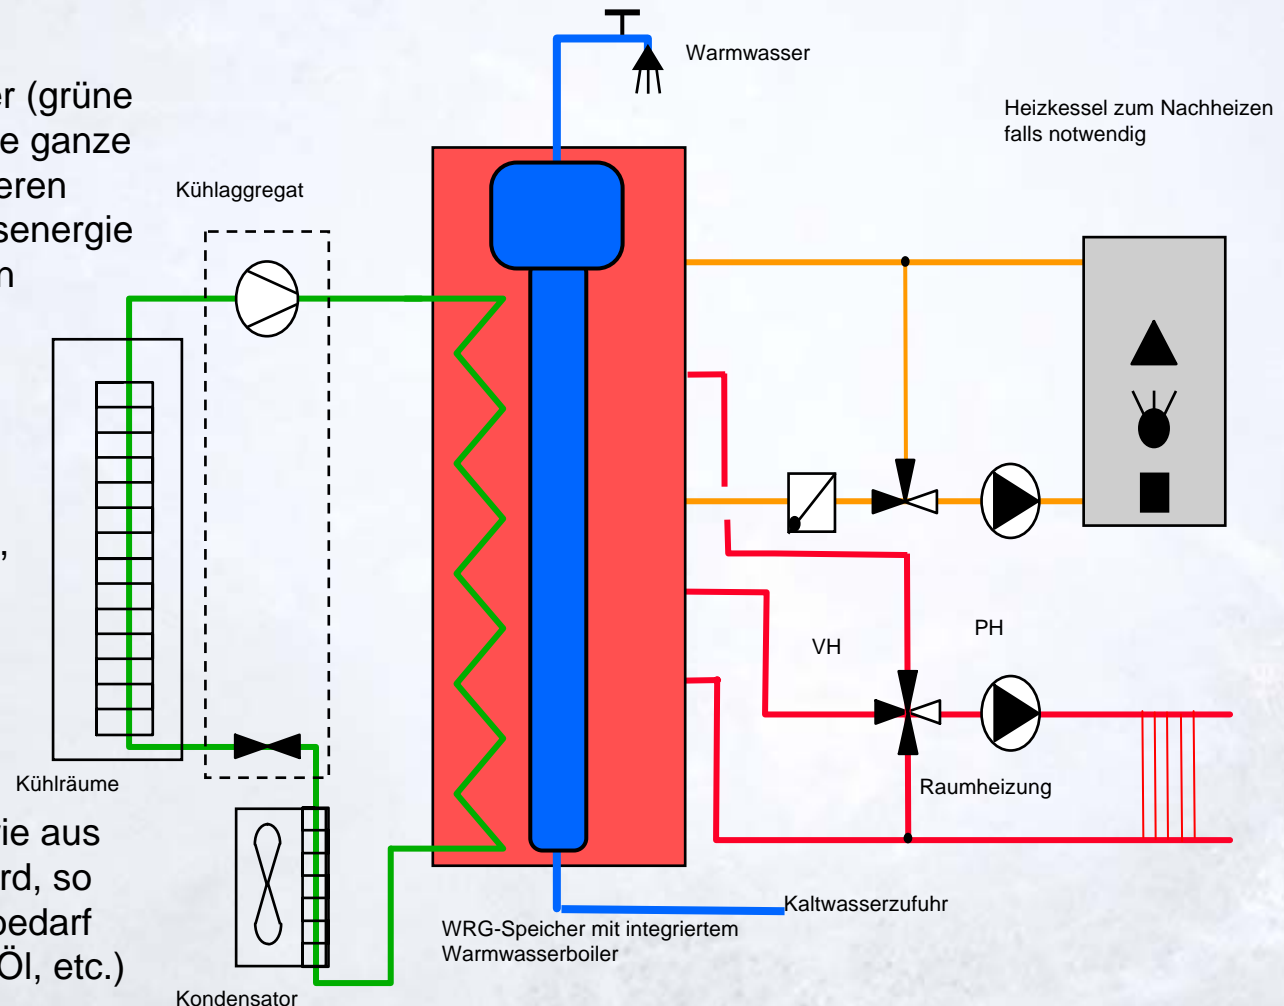 Warmwasser
Heizkessel zum Nachheizen
falls notwendig
er (grüne
e ganze
eren
senergie
n
,
rie aus
rd, so
bedarf
Öl, etc.)
Kühlaggregat
VH
PH
Raumheizung
Kühlräume
Kaltwasserzufuhr
WRG-Speicher mit integriertem
Warmwasserboiler
Kondensator